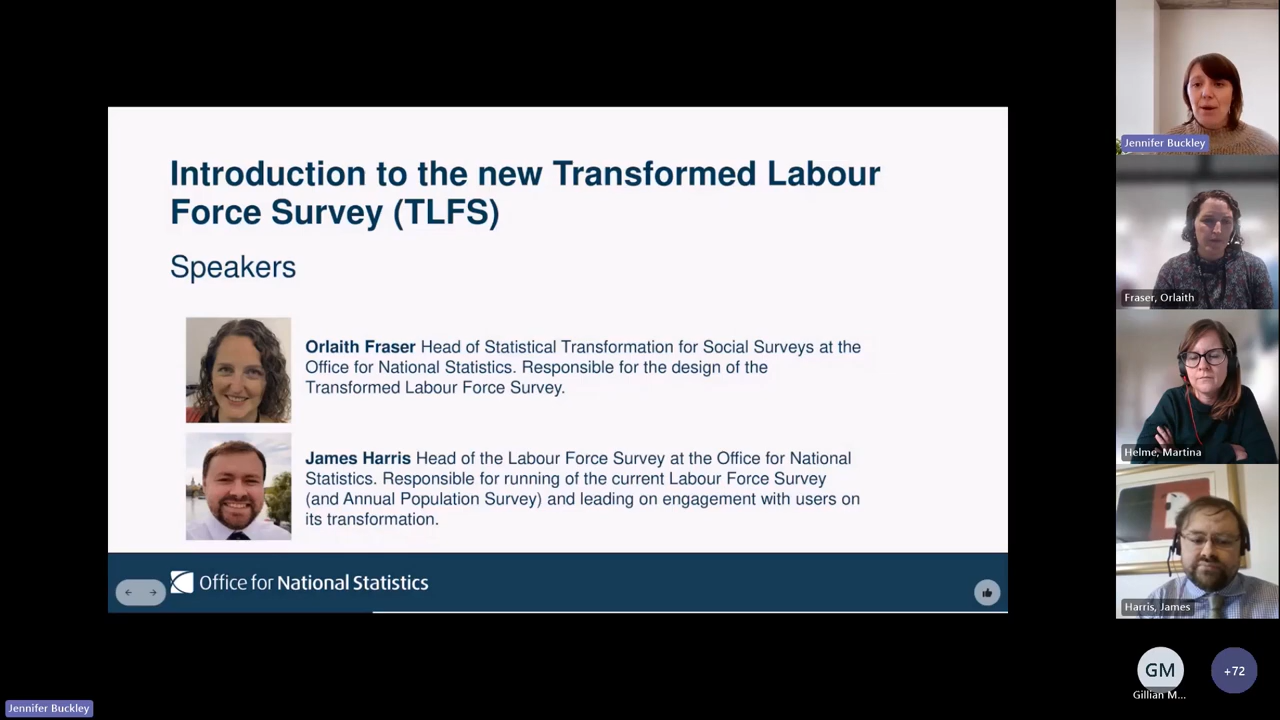 Introduction to the new Transformed Labour
Force Survey (TLFS)
Speakers
Orlaith Fraser Head of Statistical Transformation for Social Surveys at the
Office for National Statistics. Responsible for the design of the
Transformed Labour Force Survey.
James Harris Head of the Labour Force Survey at the Office for National
Statistics. Responsible for running of the current Labour Force Survey
(and Annual Population Survey) and leading on engagement with users on
its transformation.
Office for National Statistics
Jennifer Buckley
Fraser, Orlaith
Helme, Martina
Harris, James
GM
Gillian M...
+72
Jennifer Buckley